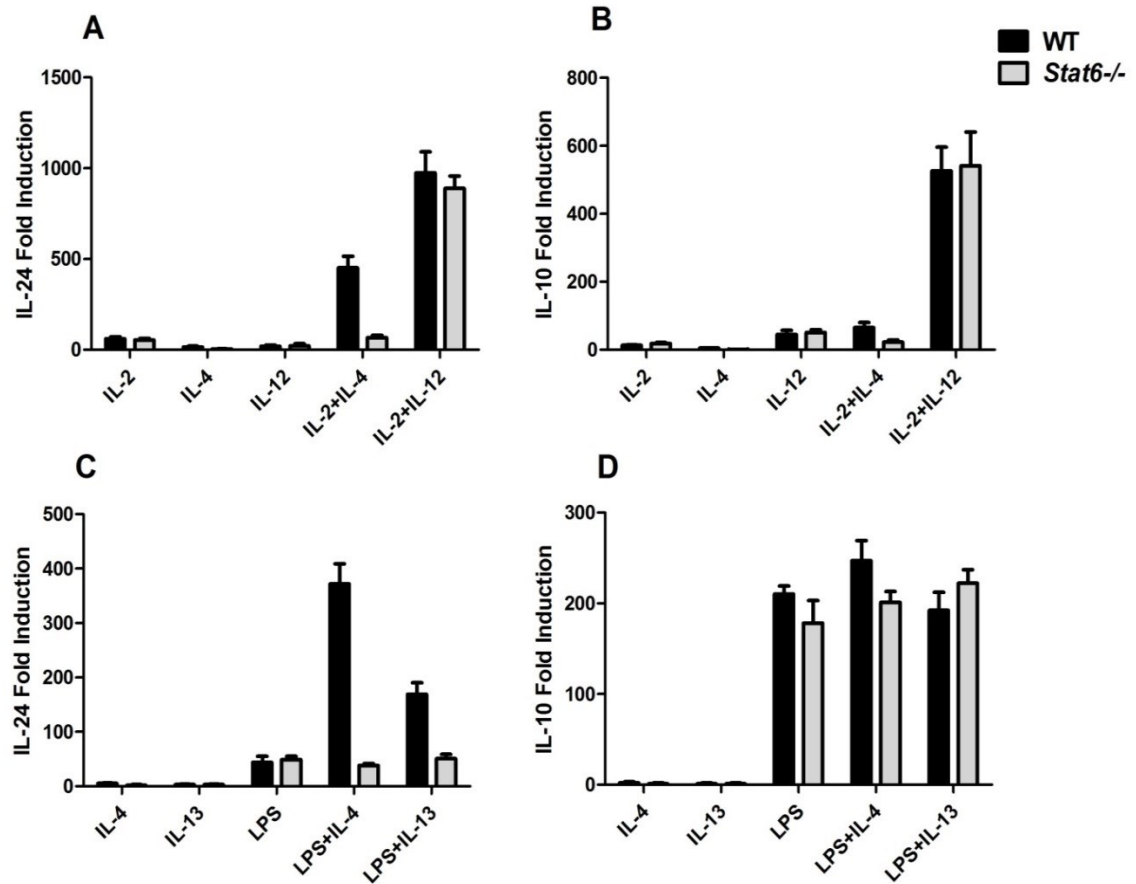 A
IL-24 Fold Induction
1500
1000
500
0
IL-2
IL-4
IL-12
IL-2+IL-4
IL-2+IL-12
B
WT
Stat6-/-
IL-10 Fold Induction
800
600
400
200
0
IL-2
IL-4
IL-12
IL-2+IL-4
IL-2+IL-12
C
IL-24 Fold Induction
500
400
300
200
100
0
IL-4
IL-13
LPS
LPS+IL-4
LPS+IL-13
D
IL-10 Fold Induction
300
200
100
0
IL-4
IL-13
LPS
LPS+IL-4
LPS+IL-13